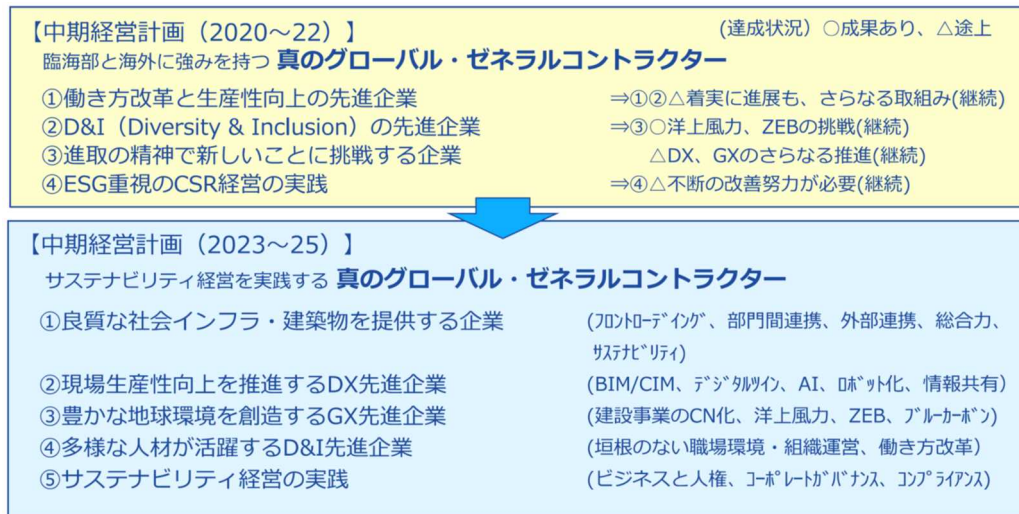 【中期経営計画（2020～22）】 (達成状況）○成果あり、△途上
臨海部と海外に強みを持つ 真のグローバル・ゼネラルコントラクター
①働き方改革と生産性向上の先進企業 ⇒①②△着実に進展も、さらなる取組み(継続)
②D&I（Diversity & Inclusion）の先進企業 ⇒③○洋上風力、ZEBの挑戦(継続)
③進取の精神で新しいことに挑戦する企業 △DX、GXのさらなる推進(継続)
④ESG重視のCSR経営の実践 ⇒④△不断の改善努力が必要(継続)
【中期経営計画（2023～25）】
サステナビリティ経営を実践する 真のグローバル・ゼネラルコントラクター
①良質な社会インフラ・建築物を提供する企業 (ﾌﾛﾝﾄﾛｰﾃﾞｲﾝｸﾞ、部門間連携、外部連携、総合力、
ｻｽﾃﾅﾋﾞﾘﾃｨ)
②現場生産性向上を推進するDX先進企業 (BIM/CIM、ﾃﾞｼﾞﾀﾙﾂｲﾝ、AI、ﾛﾎﾞｯﾄ化、情報共有）
③豊かな地球環境を創造するGX先進企業 (建設事業のCN化、洋上風力、ZEB、ﾌﾞﾙｰｶｰﾎﾞﾝ）
④多様な人材が活躍するD&I先進企業 (垣根のない職場環境・組織運営、働き方改革）
⑤サステナビリティ経営の実践 (ビジネスと人権、ｺｰﾎﾟﾚｰﾄｶﾞﾊﾞﾅﾝｽ、ｺﾝﾌﾟﾗｲｱﾝｽ）